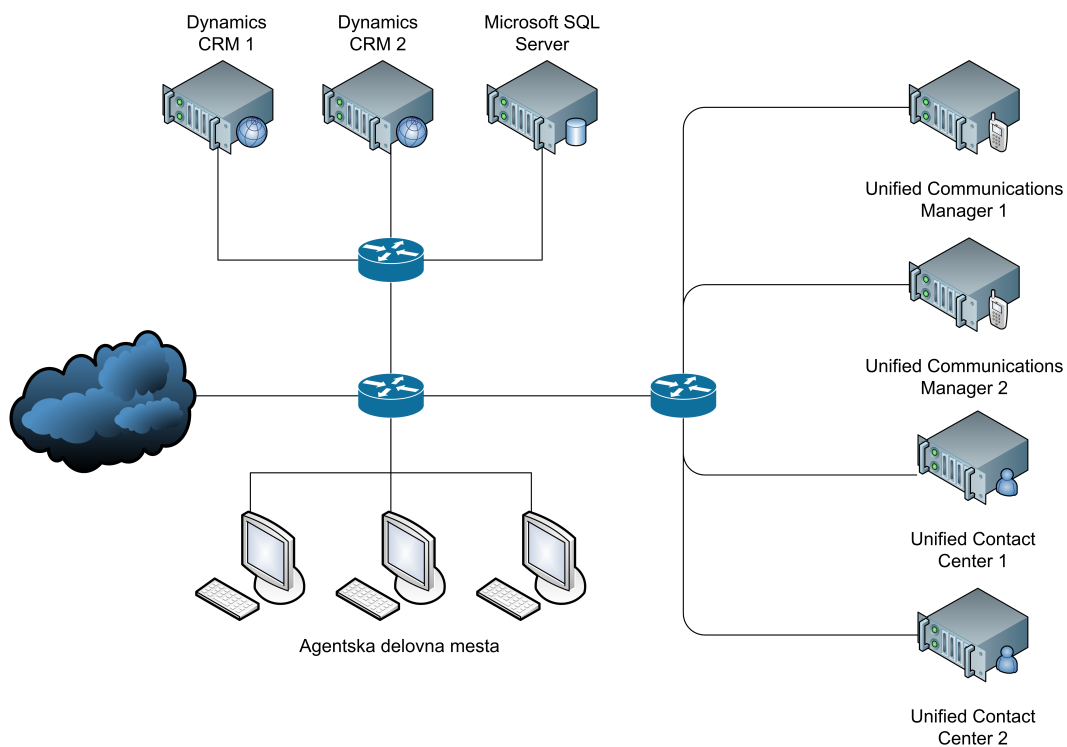 Dynamics
CRM 1
Dynamics
CRM 2
Microsoft SQL
Server
Unified Communications
Manager 1
Unified Communications
Manager 2
Unified Contact
Center 1
Agentska delovna mesta
Unified Contact
Center 2